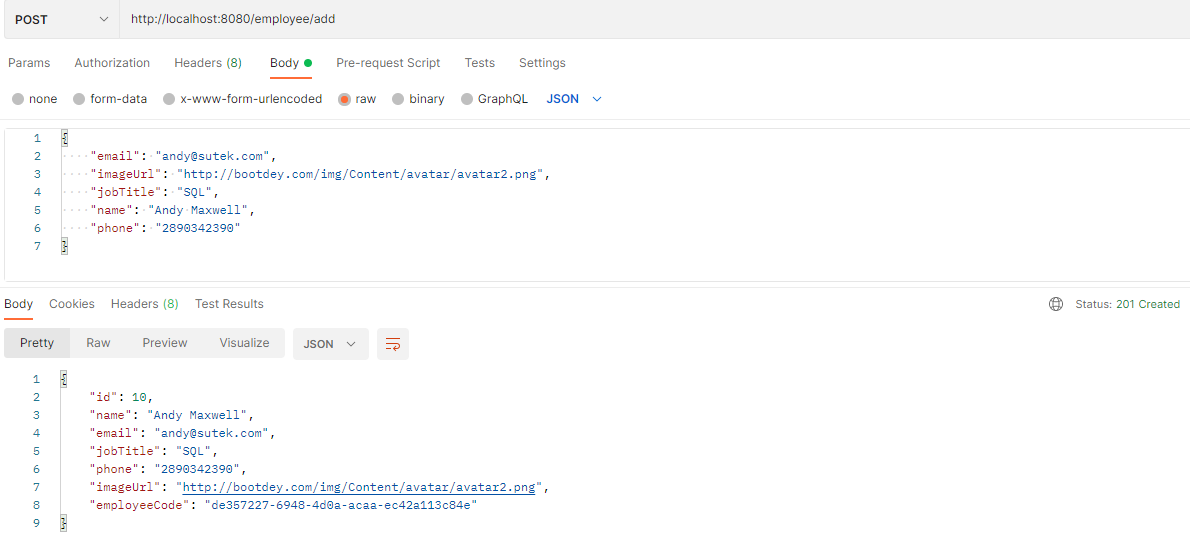 POST http://localhost:8080/employee/add
Params Authorization Headers (8) Body Pre-request Script Tests Settings
none form-data x-www-form-urlencoded raw binary GraphQL JSON
1 {
2 "email": "andy@sutek.com",
3 "imageUrl": "http://bootdey.com/img/Content/avatar/avatar2.png",
4 "jobTitle": "SQL",
5 "name": "Andy Maxwell",
6 "phone": "2890342390"
7 }
Body Cookies Headers (8) Test Results Status: 201 Created
Pretty Raw Preview Visualize JSON
1 {
2 "id": 10,
3 "name": "Andy Maxwell",
4 "email": "andy@sutek.com",
5 "jobTitle": "SQL",
6 "phone": "2890342390",
7 "imageUrl": "http://bootdey.com/img/Content/avatar/avatar2.png",
8 "employeeCode": "de357227-6948-4d0a-acaa-ec42a113c84e"
9 }